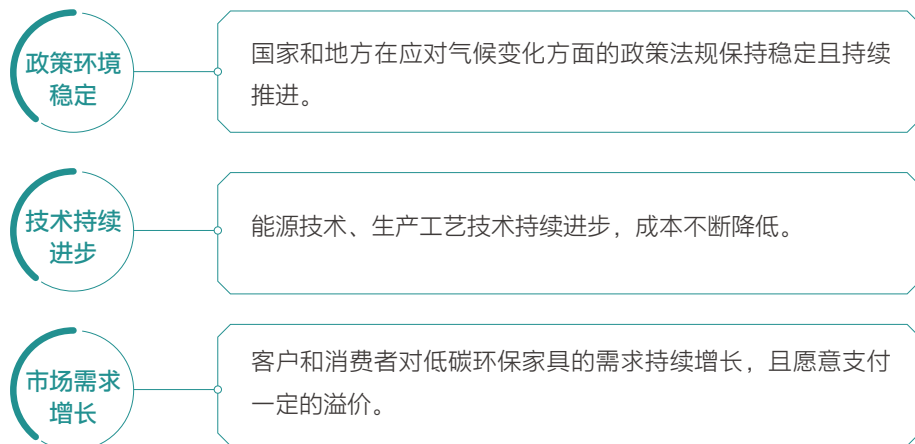 政策环境
稳定
国家和地方在应对气候变化方面的政策法规保持稳定且持续
推进。
技术持续
进步
能源技术、生产工艺技术持续进步，成本不断降低。
市场需求
增长
客户和消费者对低碳环保家具的需求持续增长，且愿意支付
一定的溢价。